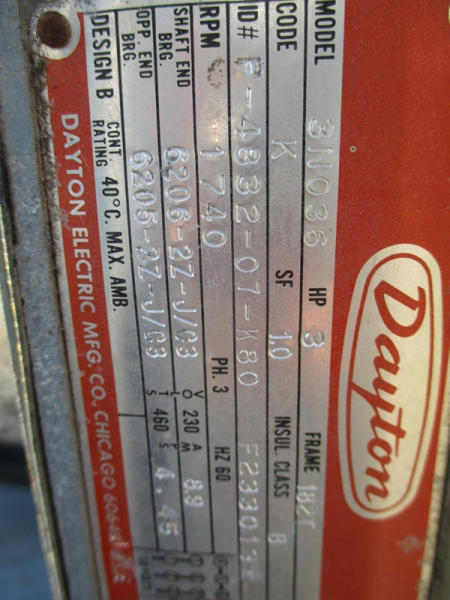 Dayton
MODEL 3N036 HP 3 FRAME 182T
CODE K SF 1.0 INSUL. CLASS B
ID# P-4832-07-K80
RPM 1740 PH. 3 HZ 60
SHAFT END BRG. 6206-2Z-J/C3 VOLTS 230 AMPS 8.9
OPP END BRG. 6205-2Z-J/C3 460 4.45
DESIGN B CONT. RATING 40°C. MAX. AMB.
DAYTON ELECTRIC MFG. CO., CHICAGO